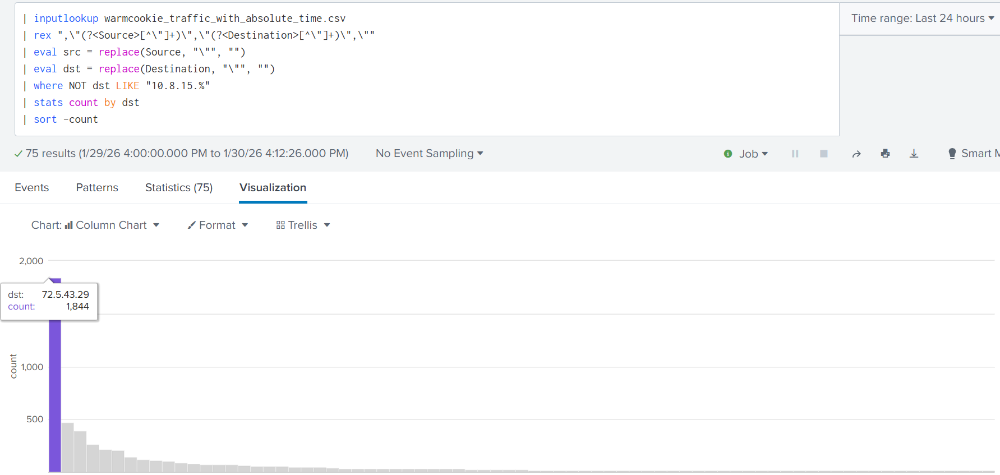 | inputlookup warmcookie_traffic_with_absolute_time.csv
| rex ",\"(?<Source>[^\"]+)\",\"(?<Destination>[^\"]+)\",\""
| eval src = replace(Source, "\"", "")
| eval dst = replace(Destination, "\"", "")
| where NOT dst LIKE "10.8.15.%"
| stats count by dst
| sort -count
Time range: Last 24 hours
75 results (1/29/26 4:00:00.000 PM to 1/30/26 4:12:26.000 PM)
No Event Sampling
Job
Smart M
Events
Patterns
Statistics (75)
Visualization
Chart: Column Chart
Format
Trellis
2,000
dst: 72.5.43.29
count: 1,844
count
1,000
500